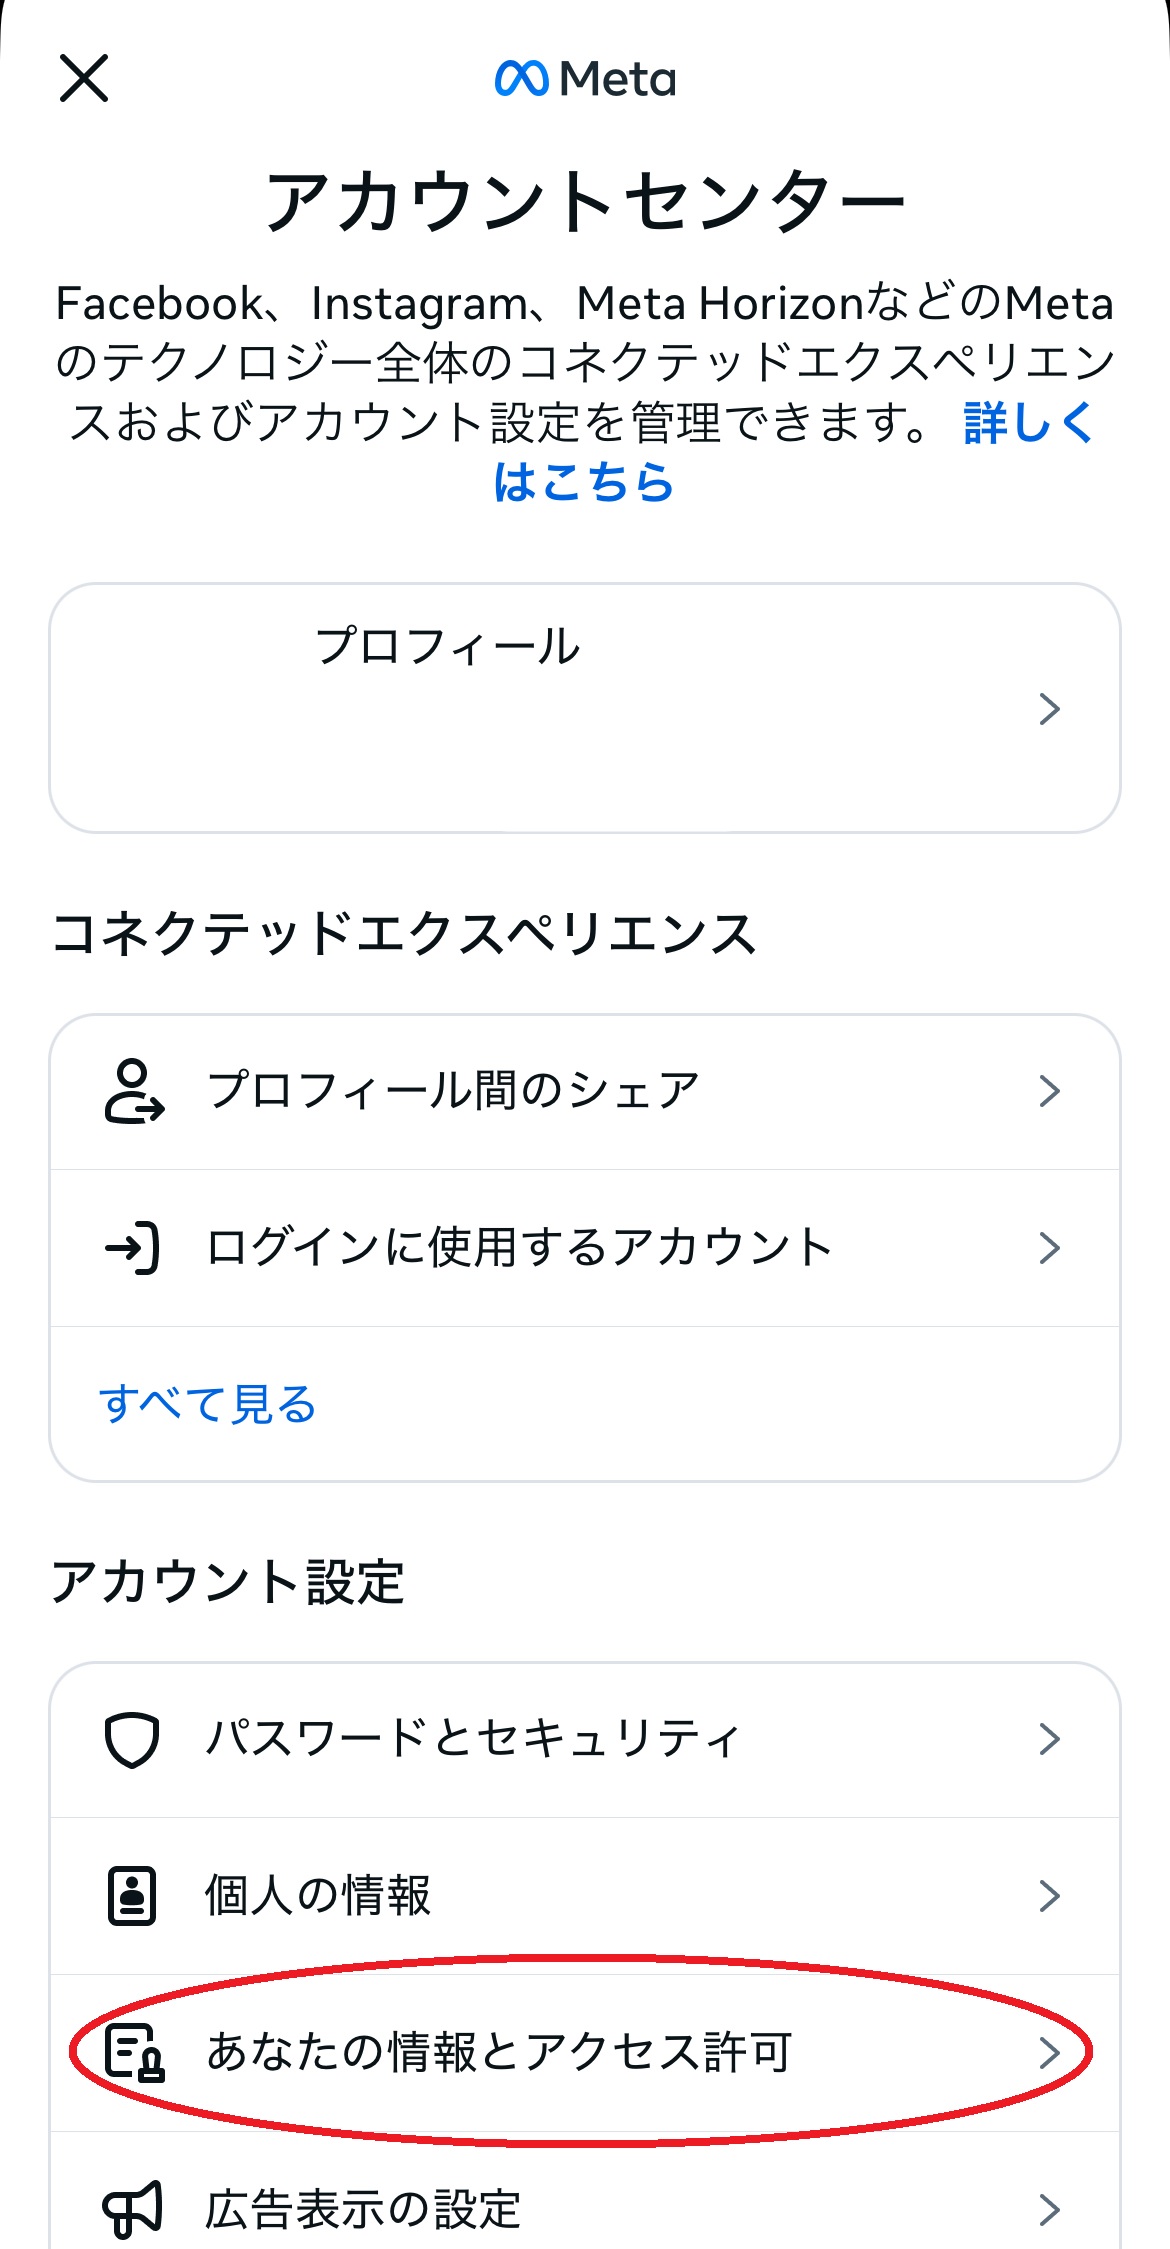 Meta
アカウントセンター
Facebook、Instagram、Meta HorizonなどのMeta
のテクノロジー全体のコネクテッドエクスペリエン
スおよびアカウント設定を管理できます。 詳しく
はこちら
プロフィール
コネクテッドエクスペリエンス
プロフィール間のシェア
ログインに使用するアカウント
すべて見る
アカウント設定
パスワードとセキュリティ
個人の情報
あなたの情報とアクセス許可
広告表示の設定